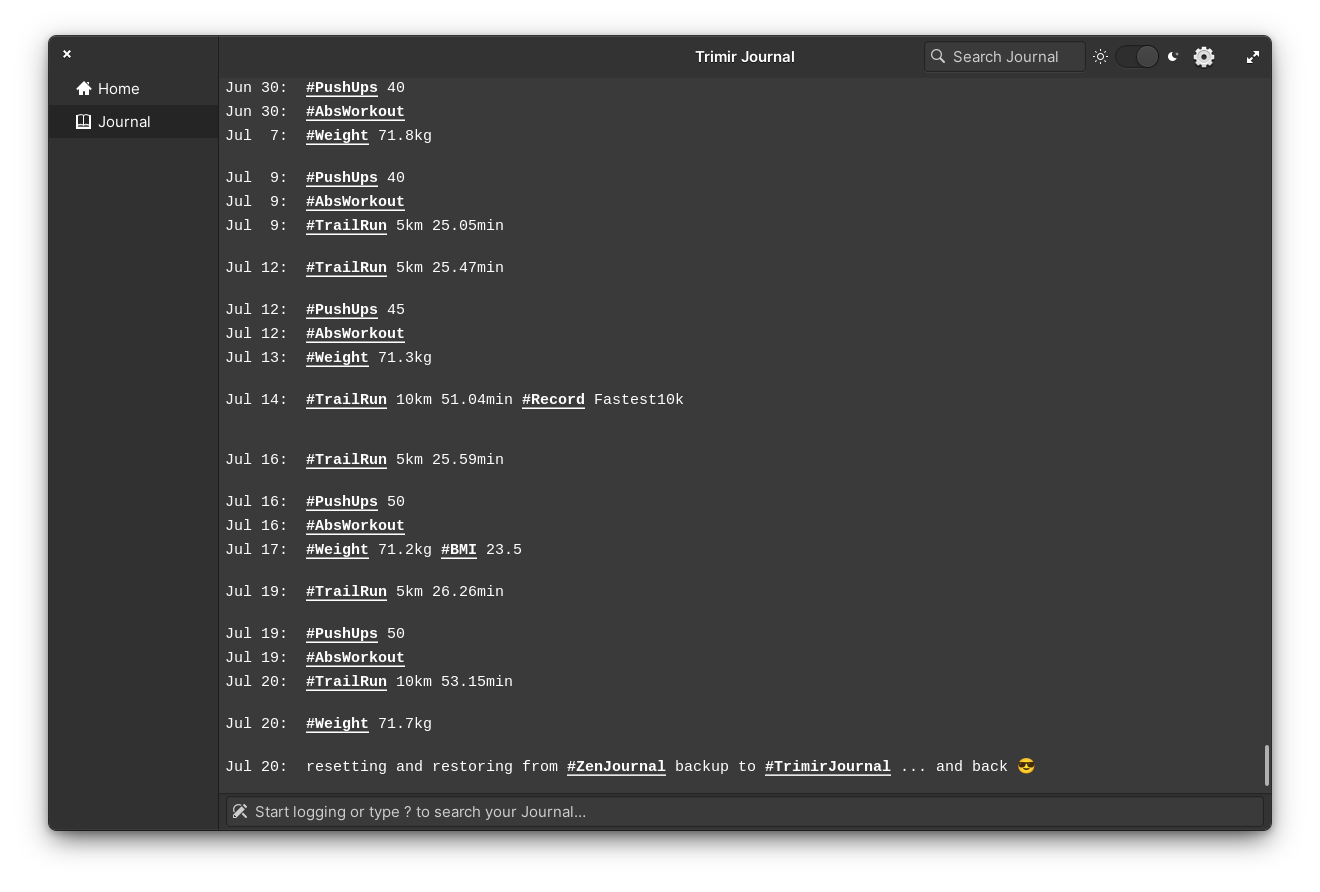 Trimir Journal
Search Journal
Home
Journal
Jun 30:  #PushUps 40
Jun 30:  #AbsWorkout
Jul  7:  #Weight 71.8kg
Jul  9:  #PushUps 40
Jul  9:  #AbsWorkout
Jul  9:  #TrailRun 5km 25.05min
Jul 12:  #TrailRun 5km 25.47min
Jul 12:  #PushUps 45
Jul 12:  #AbsWorkout
Jul 13:  #Weight 71.3kg
Jul 14:  #TrailRun 10km 51.04min #Record Fastest10k
Jul 16:  #TrailRun 5km 25.59min
Jul 16:  #PushUps 50
Jul 16:  #AbsWorkout
Jul 17:  #Weight 71.2kg #BMI 23.5
Jul 19:  #TrailRun 5km 26.26min
Jul 19:  #PushUps 50
Jul 19:  #AbsWorkout
Jul 20:  #TrailRun 10km 53.15min
Jul 20:  #Weight 71.7kg
Jul 20:  resetting and restoring from #ZenJournal backup to #TrimirJournal ... and back 😎
Start logging or type ? to search your Journal...